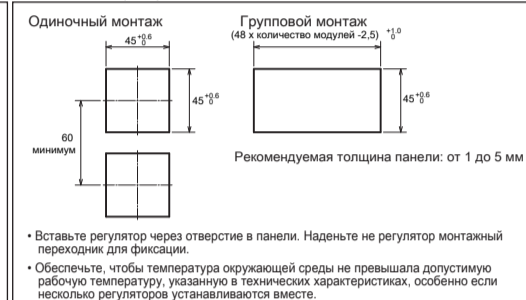 Одиночный монтаж
45 +0.6 0
45 +0.6 0
60
минимум
Групповой монтаж
(48 x количество модулей -2,5) +1.0 0
45 +0.6 0
Рекомендуемая толщина панели: от 1 до 5 мм
• Вставьте регулятор через отверстие в панели. Наденьте не регулятор монтажный
переходник для фиксации.
• Обеспечьте, чтобы температура окружающей среды не превышала допустимую
рабочую температуру, указанную в технических характеристиках, особенно если
несколько регуляторов устанавливаются вместе.